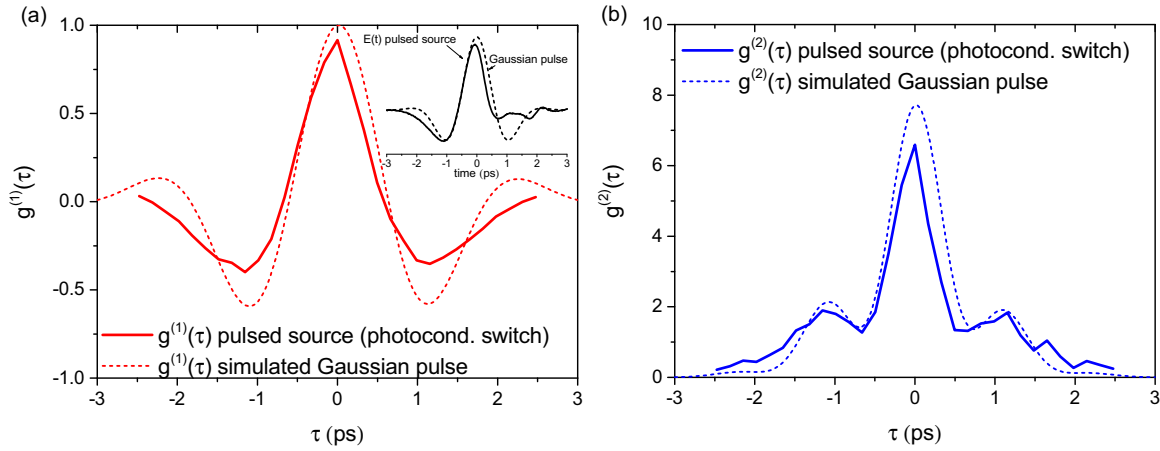 (a)
1.0
0.5
0.0
-0.5
-1.0
g⁽¹⁾(τ)
E(t) pulsed source
Gaussian pulse
-3 -2 -1 0 1 2 3
time (ps)
g⁽¹⁾(τ) pulsed source (photocond. switch)
g⁽¹⁾(τ) simulated Gaussian pulse
-3 -2 -1 0 1 2 3
τ (ps)
(b)
10
8
6
4
2
0
g⁽²⁾(τ)
g⁽²⁾(τ) pulsed source (photocond. switch)
g⁽²⁾(τ) simulated Gaussian pulse
-3 -2 -1 0 1 2 3
τ (ps)